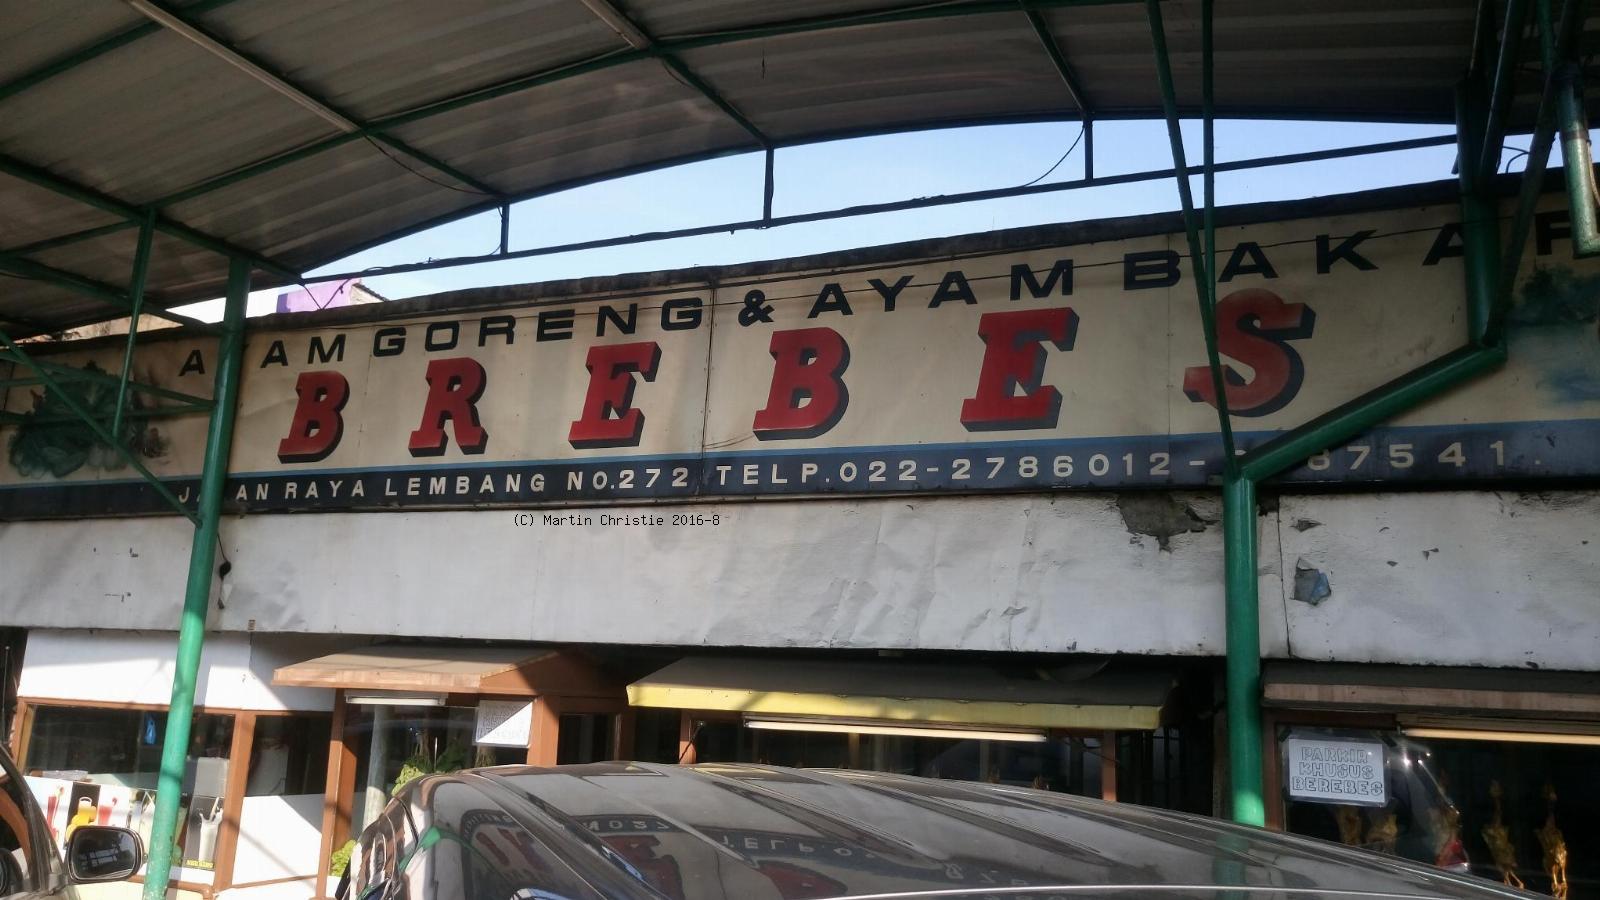 AYAM GORENG & AYAM BAKAR
BREBES
JALAN RAYA LEMBANG NO.272 TELP.022-2786012-
87541.
(C) Martin Christie 2016-8
PARKIR
KHUSUS
BEREBES